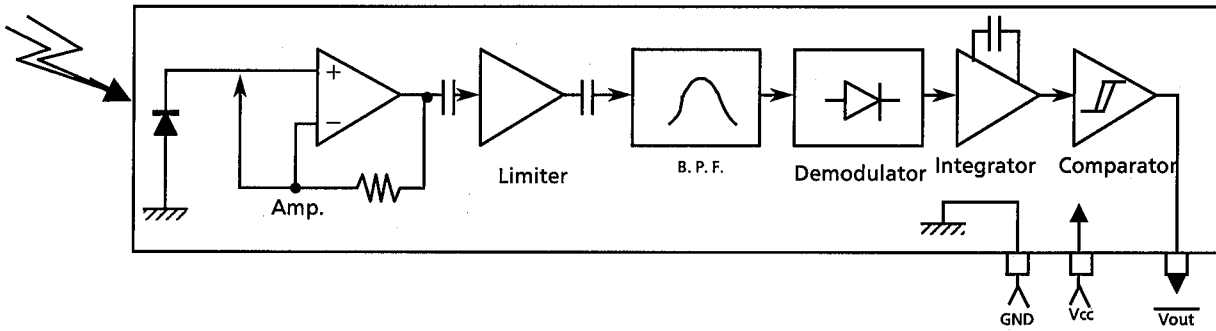 +
−
Amp.
Limiter
B. P. F.
Demodulator
Integrator
Comparator
GND
Vcc
Vout